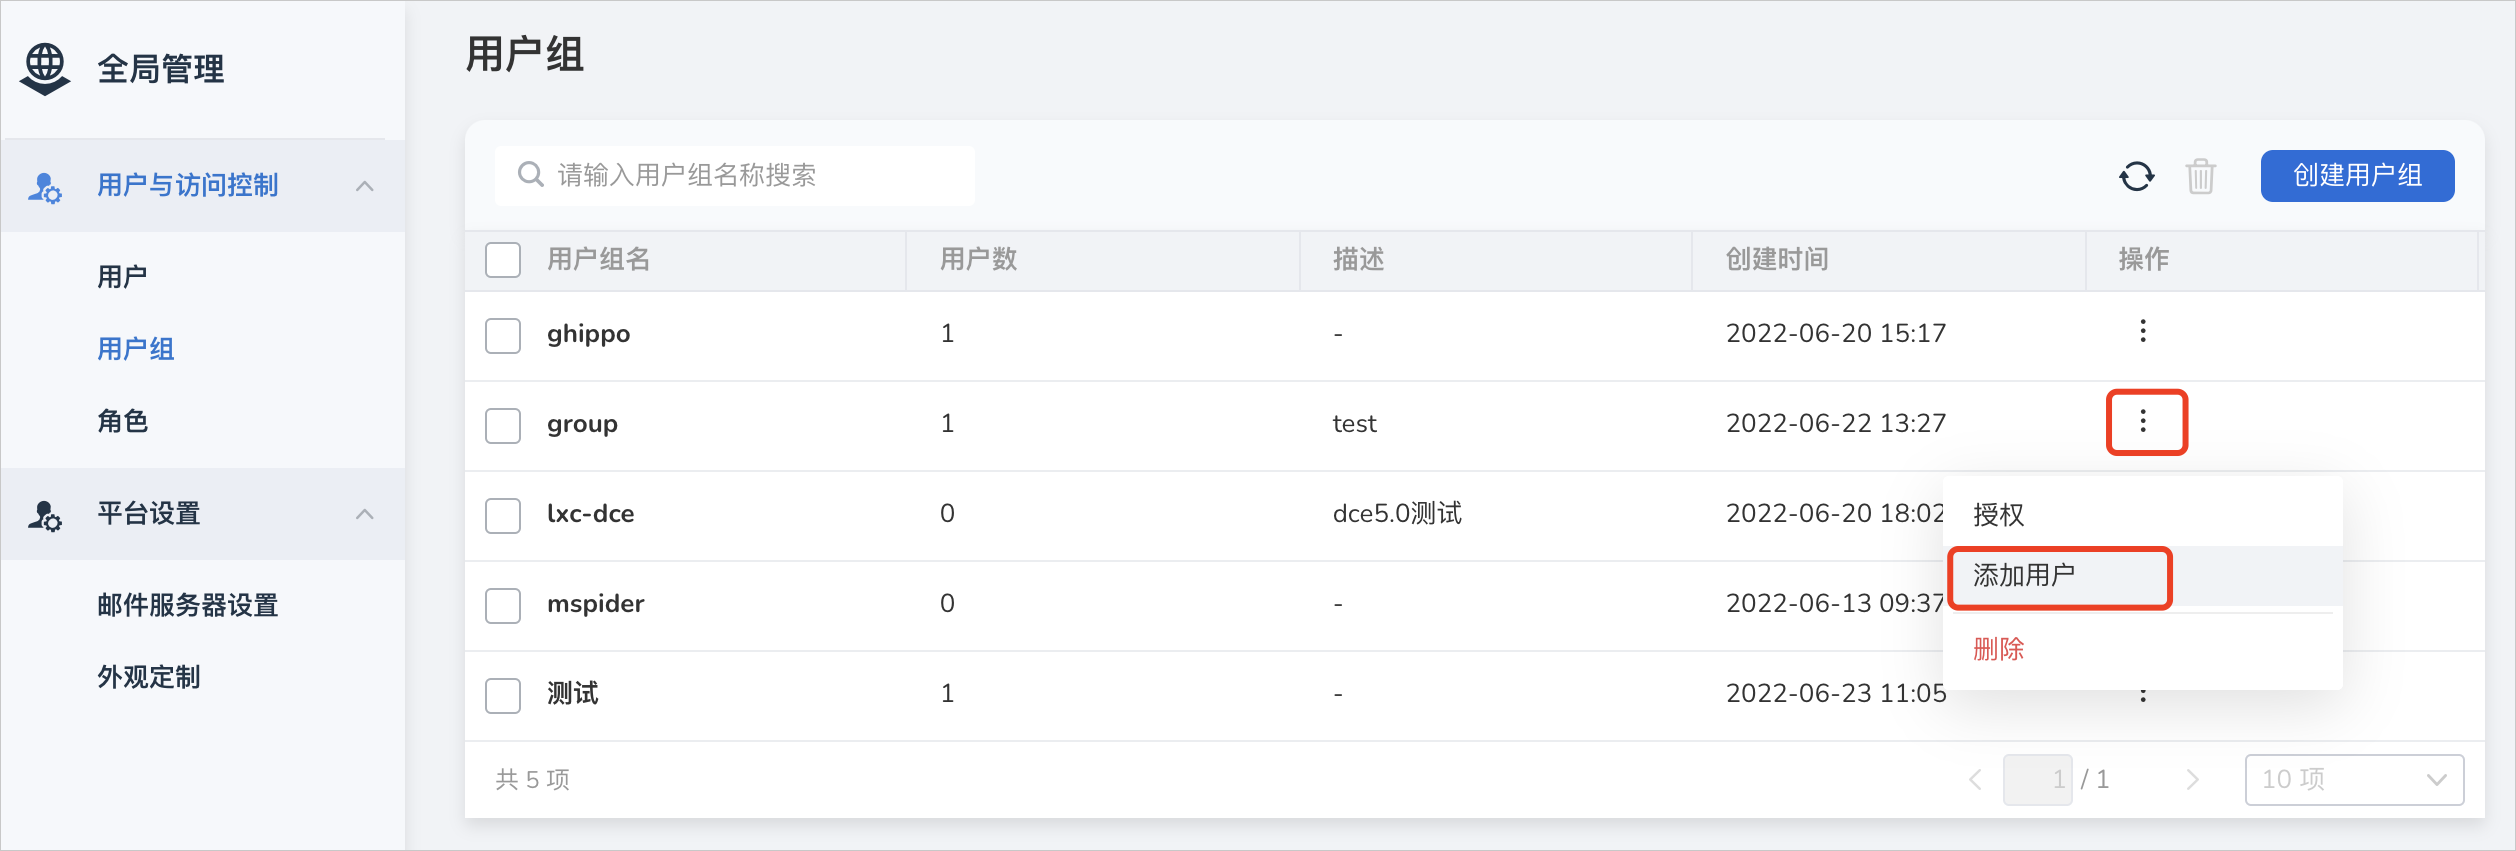 全局管理
用户与访问控制
用户
用户组
角色
平台设置
邮件服务器设置
外观定制
用户组
请输入用户组名称搜索
创建用户组
用户组名 用户数 描述 创建时间 操作
ghippo 1 - 2022-06-20 15:17
group 1 test 2022-06-22 13:27
lxc-dce 0 dce5.0测试 2022-06-20 18:02
mspider 0 - 2022-06-13 09:37
测试 1 - 2022-06-23 11:05
授权
添加用户
删除
共 5 项
1 / 1
10 项